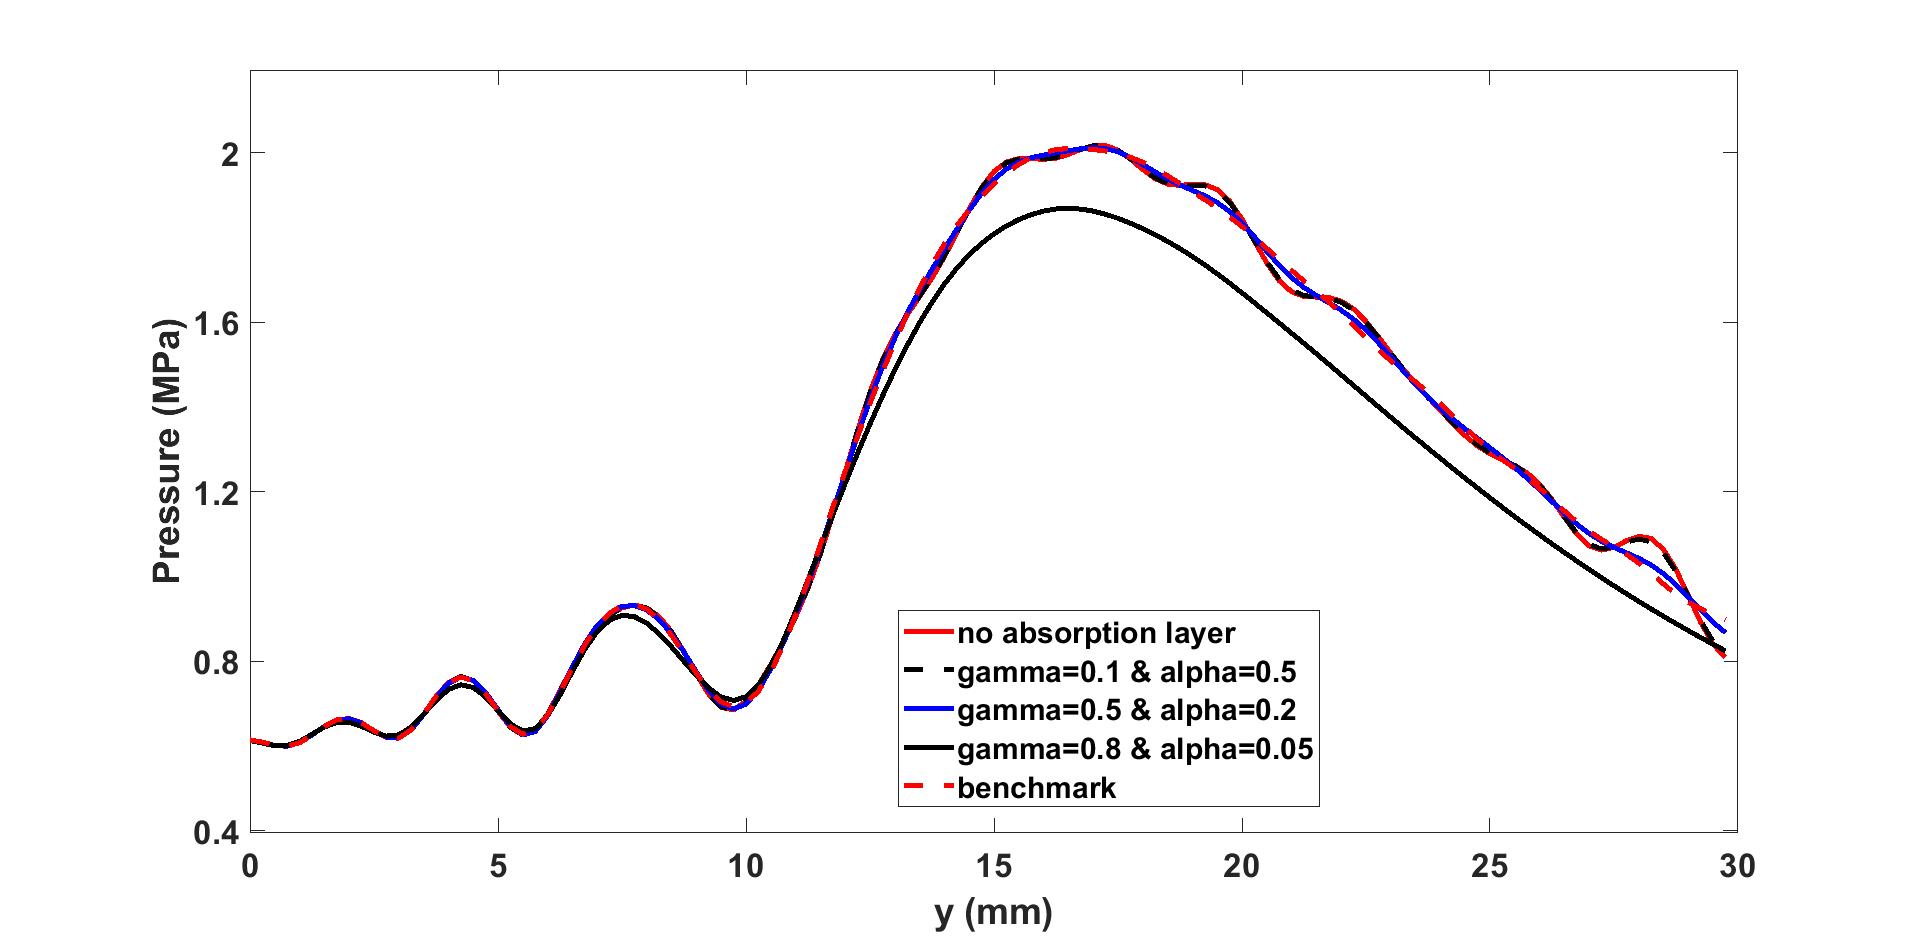 2
1.6
1.2
0.8
0.4
Pressure (MPa)
no absorption layer
gamma=0.1 & alpha=0.5
gamma=0.5 & alpha=0.2
gamma=0.8 & alpha=0.05
benchmark
0 5 10 15 20 25 30
y (mm)